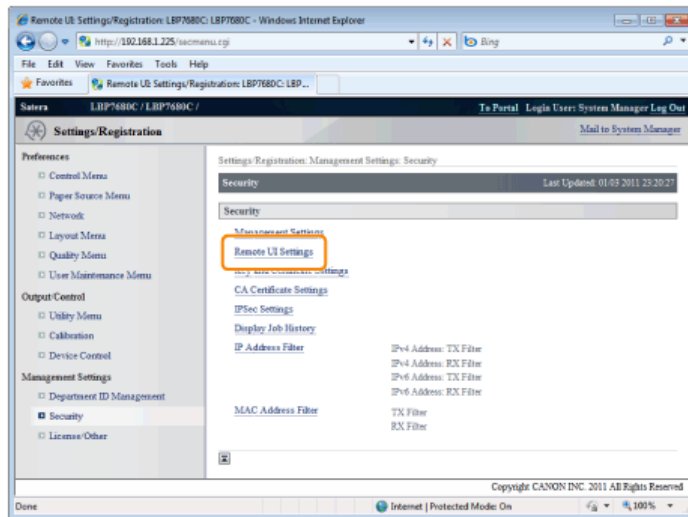 Remote UI: Settings/Registration: LBP7680C: LBP7680C - Windows Internet Explorer
http://192.168.1.225/secmenu.cgi
Bing
File Edit View Favorites Tools Help
Favorites
Remote UI: Settings/Registration: LBP7680C: LBP...
Satera LBP7680C / LBP7680C /
To Portal Login User: System Manager Log Out
Settings/Registration
Mail to System Manager
Preferences
Control Menu
Paper Source Menu
Network
Layout Menu
Quality Menu
User Maintenance Menu
Output/Control
Utility Menu
Calibration
Device Control
Management Settings
Department ID Management
Security
License/Other
Settings/Registration: Management Settings: Security
Security Last Updated: 01/03 2011 23:20:27
Security
Management Settings
Remote UI Settings
Key and Certificate Settings
CA Certificate Settings
IPSec Settings
Display Job History
IP Address Filter
IPv4 Address: TX Filter
IPv4 Address: RX Filter
IPv6 Address: TX Filter
IPv6 Address: RX Filter
MAC Address Filter
TX Filter
RX Filter
Copyright CANON INC. 2011 All Rights Reserved
Done
Internet | Protected Mode: On
100%